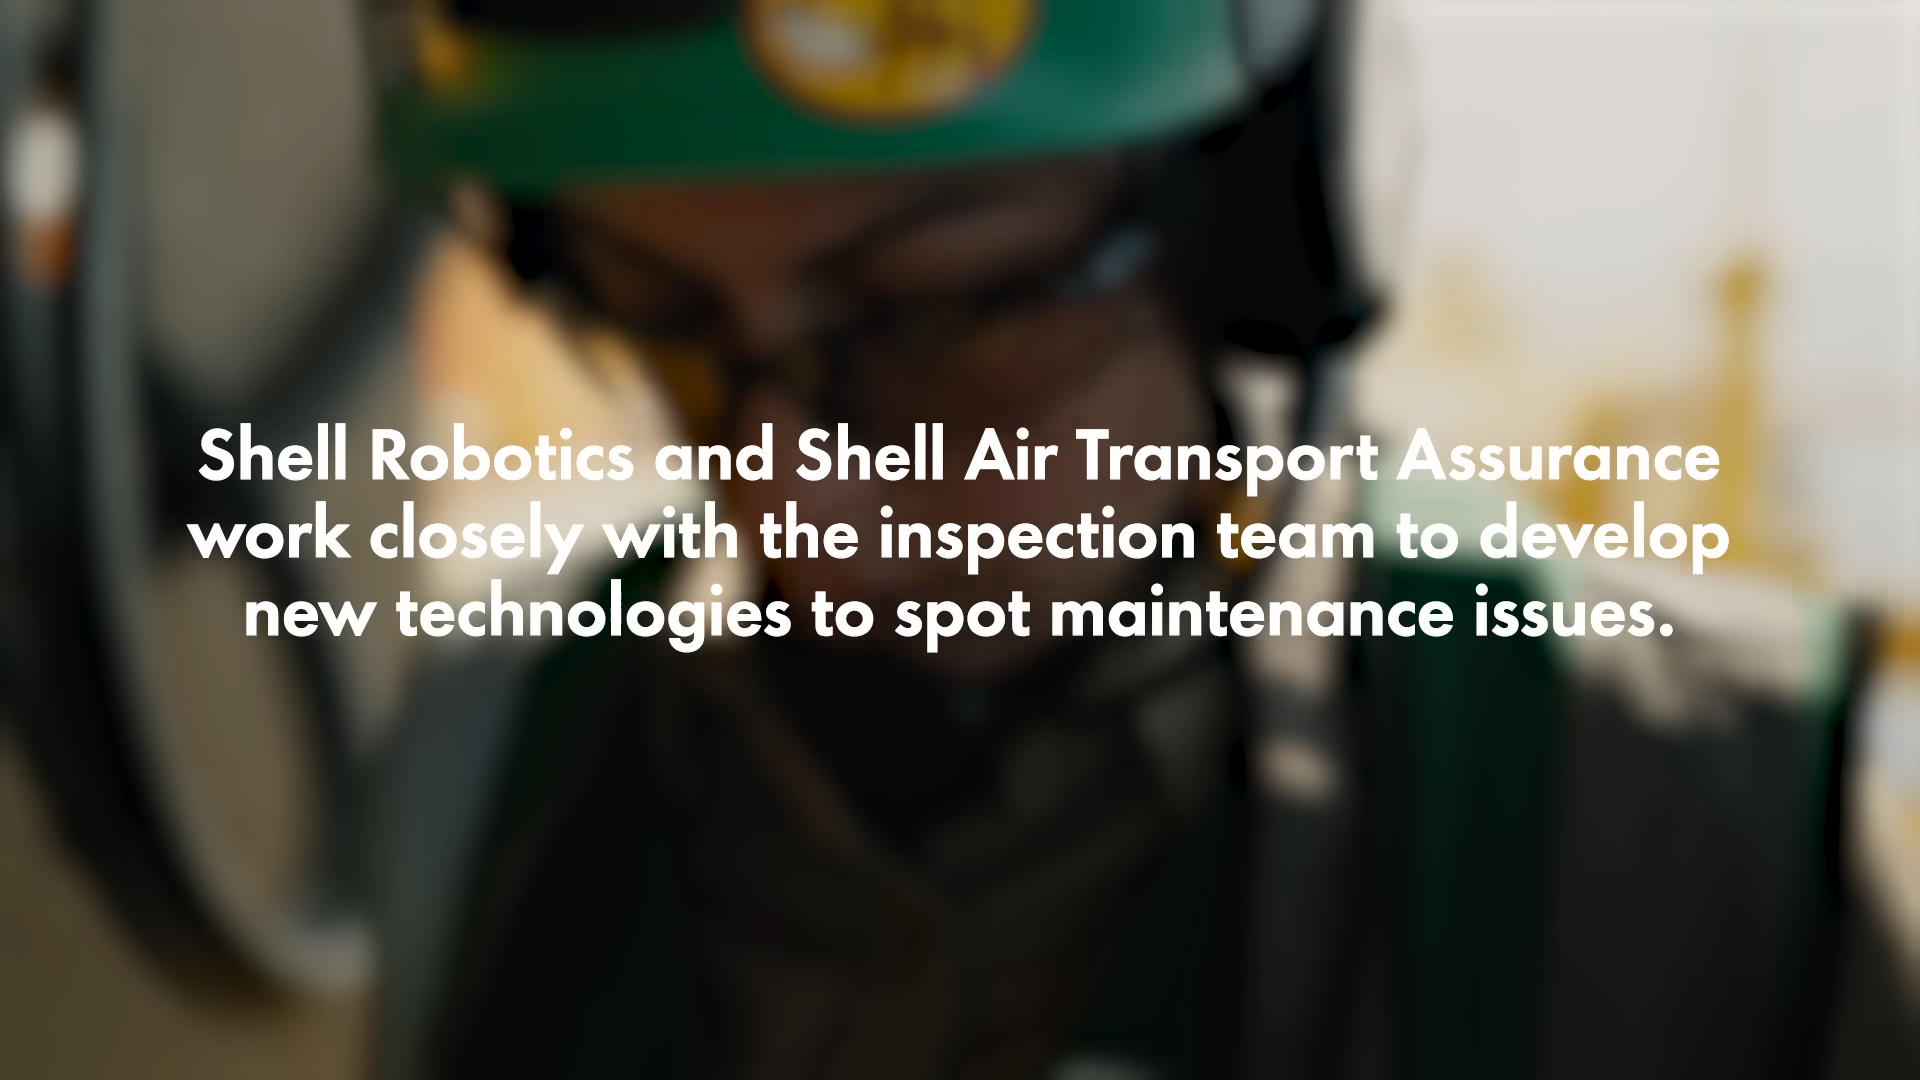 Shell Robotics and Shell Air Transport Assurance
work closely with the inspection team to develop
new technologies to spot maintenance issues.